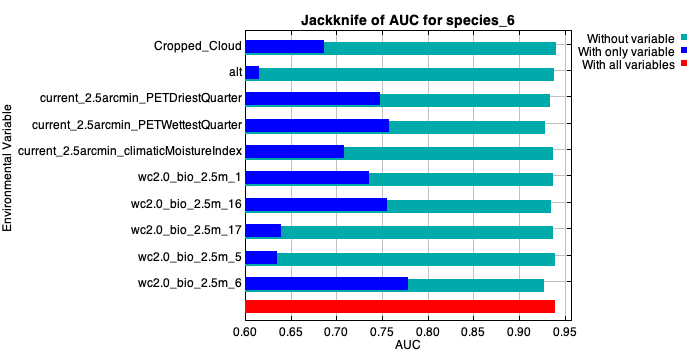 Jackknife of AUC for species_6
Without variable
With only variable
With all variables
Environmental Variable
Cropped_Cloud
alt
current_2.5arcmin_PETDriestQuarter
current_2.5arcmin_PETWettestQuarter
current_2.5arcmin_climaticMoistureIndex
wc2.0_bio_2.5m_1
wc2.0_bio_2.5m_16
wc2.0_bio_2.5m_17
wc2.0_bio_2.5m_5
wc2.0_bio_2.5m_6
0.60 0.65 0.70 0.75 0.80 0.85 0.90 0.95
AUC